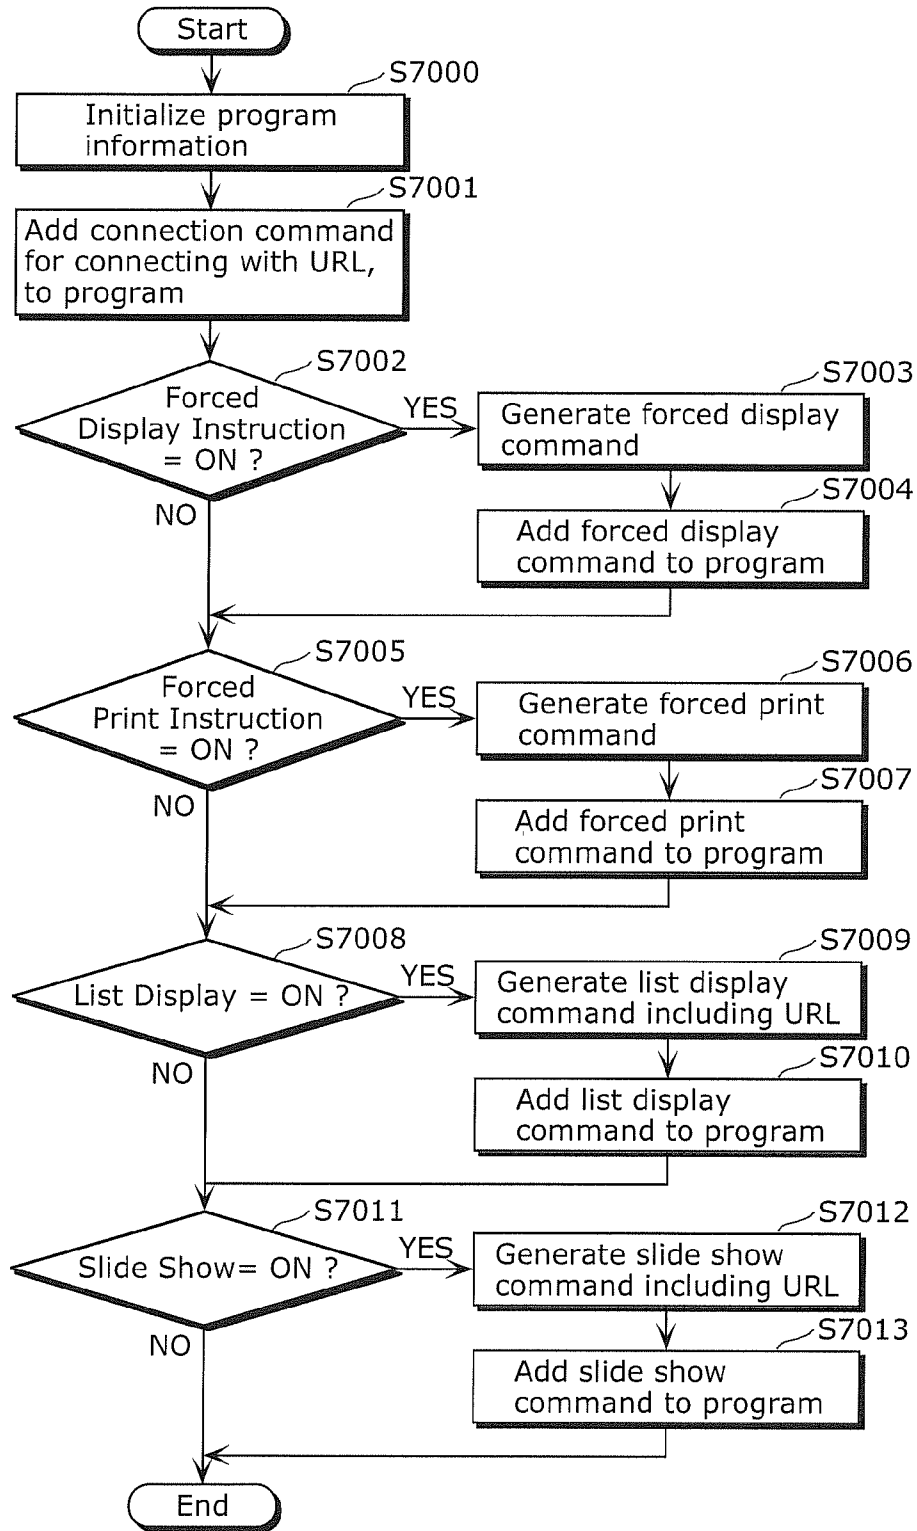 Start
S7000
Initialize program
information
S7001
Add connection command
for connecting with URL,
to program
S7002
Forced
Display Instruction
= ON ?
YES
NO
S7003
Generate forced display
command
S7004
Add forced display
command to program
S7005
Forced
Print Instruction
= ON ?
YES
NO
S7006
Generate forced print
command
S7007
Add forced print
command to program
S7008
List Display = ON ?
YES
NO
S7009
Generate list display
command including URL
S7010
Add list display
command to program
S7011
Slide Show= ON ?
YES
NO
S7012
Generate slide show
command including URL
S7013
Add slide show
command to program
End